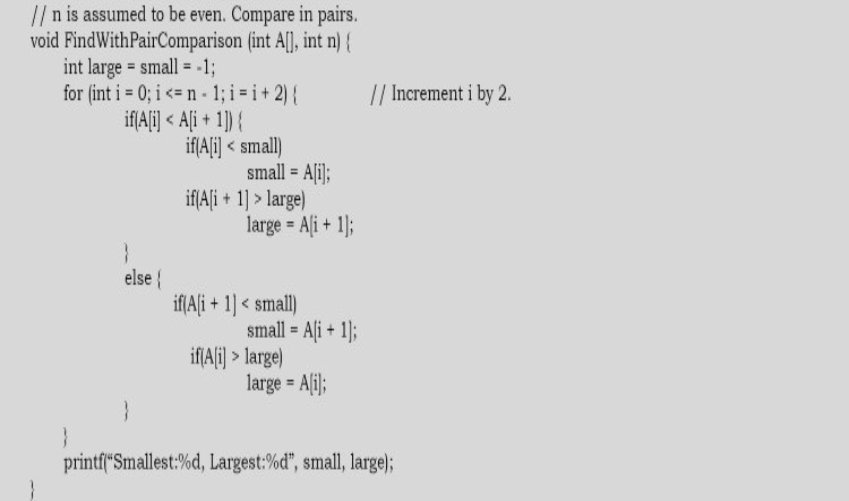 // n is assumed to be even. Compare in pairs.
void FindWithPairComparison (int A[], int n) {
int large = small = -1;
for (int i = 0; i <= n - 1; i = i + 2) { // Increment i by 2.
if(A[i] < A[i + 1]) {
if(A[i] < small)
small = A[i];
if(A[i + 1] > large)
large = A[i + 1];
}
else {
if(A[i + 1] < small)
small = A[i + 1];
if(A[i] > large)
large = A[i];
}
}
printf(“Smallest:%d, Largest:%d”, small, large);
}